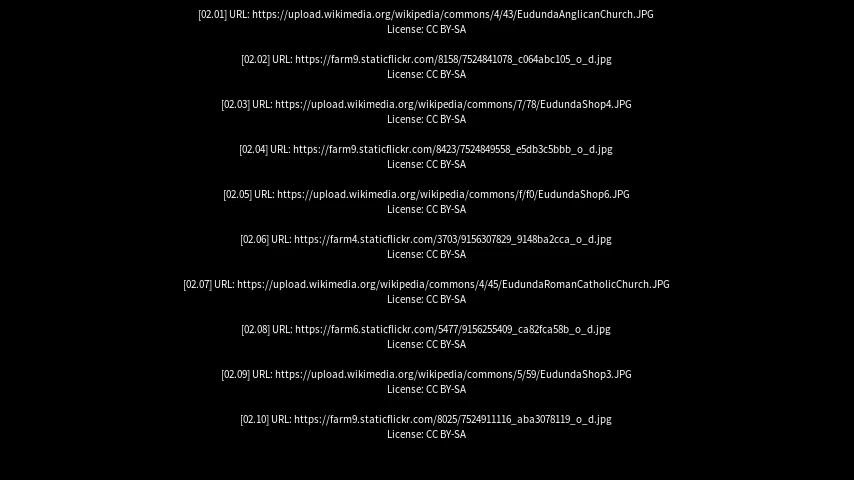 [02.01] URL: https://upload.wikimedia.org/wikipedia/commons/4/43/EudundaAnglicanChurch.JPG
License: CC BY-SA
[02.02] URL: https://farm9.staticflickr.com/8158/7524841078_c064abc105_o_d.jpg
License: CC BY-SA
[02.03] URL: https://upload.wikimedia.org/wikipedia/commons/7/78/EudundaShop4.JPG
License: CC BY-SA
[02.04] URL: https://farm9.staticflickr.com/8423/7524849558_e5db3c5bbb_o_d.jpg
License: CC BY-SA
[02.05] URL: https://upload.wikimedia.org/wikipedia/commons/f/f0/EudundaShop6.JPG
License: CC BY-SA
[02.06] URL: https://farm4.staticflickr.com/3703/9156307829_9148ba2cca_o_d.jpg
License: CC BY-SA
[02.07] URL: https://upload.wikimedia.org/wikipedia/commons/4/45/EudundaRomanCatholicChurch.JPG
License: CC BY-SA
[02.08] URL: https://farm6.staticflickr.com/5477/9156255409_ca82fca58b_o_d.jpg
License: CC BY-SA
[02.09] URL: https://upload.wikimedia.org/wikipedia/commons/5/59/EudundaShop3.JPG
License: CC BY-SA
[02.10] URL: https://farm9.staticflickr.com/8025/7524911116_aba3078119_o_d.jpg
License: CC BY-SA